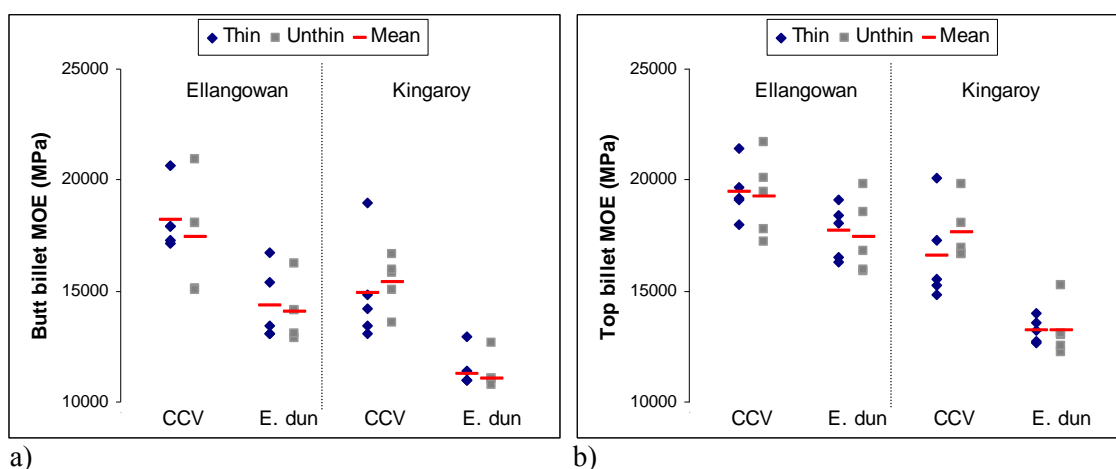 Thin Unthin Mean
25000
Ellangowan Kingaroy
20000
Butt billet MOE (MPa)
15000
10000
CCV E. dun CCV E. dun
a)
Thin Unthin Mean
25000
Ellangowan Kingaroy
20000
Top billet MOE (MPa)
15000
10000
CCV E. dun CCV E. dun
b)